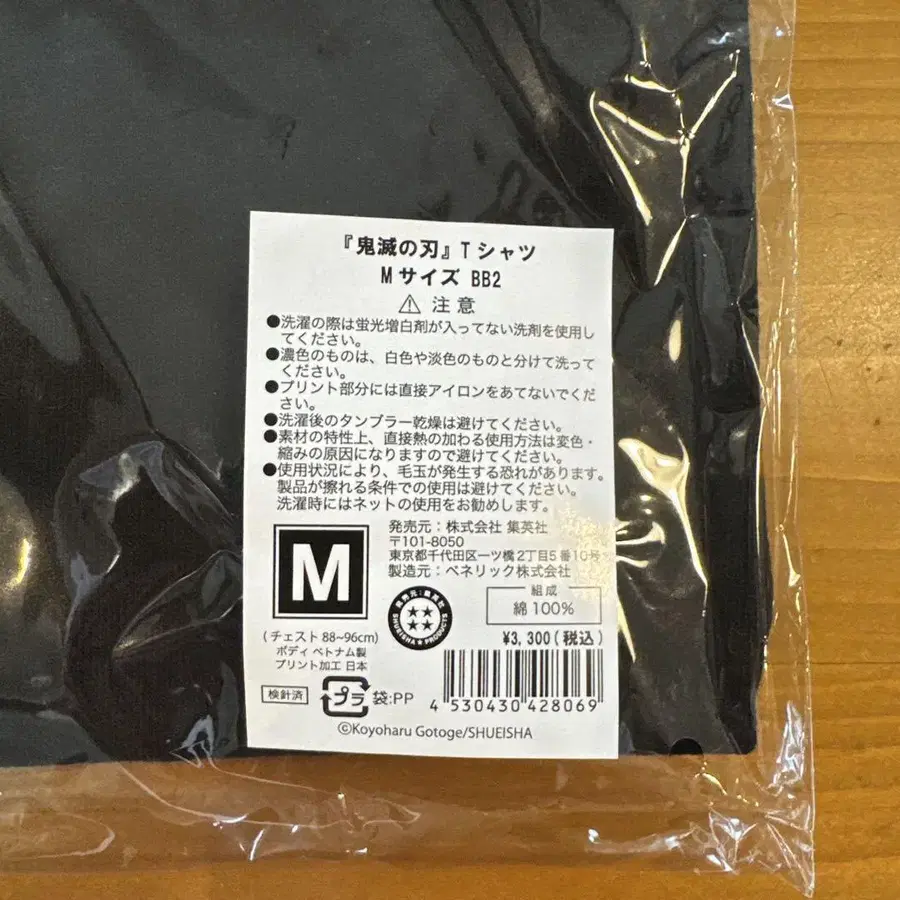 『鬼滅の刃』Tシャツ
Mサイズ BB2
⚠ 注意
●洗濯の際は蛍光増白剤が入ってない洗剤を使用し
てください。
●濃色のものは、白色や淡色のものと分けて洗って
ください。
●プリント部分には直接アイロンをあてないでくだ
さい。
●洗濯後のタンブラー乾燥は避けてください。
●素材の特性上、直接熱の加わる使用方法は変色・
縮みの原因になりますので避けてください。
●使用状況により、毛玉が発生する恐れがあります。
製品が擦れる条件での使用は避けてください。
洗濯時にはネットの使用をお勧めします。
M
(チェスト 88~96cm)
ボディ ベトナム製
プリント加工 日本
検針済
プラ 袋:PP
発売元:株式会社 集英社
〒101-8050
東京都千代田区一ツ橋2丁目5番10号
製造元:ベネリック株式会社
発売元:集英社
SHUEISHA★PRODUCTS
組成
綿100%
¥3,300(税込)
4 530430 428069
©Koyoharu Gotoge/SHUEISHA